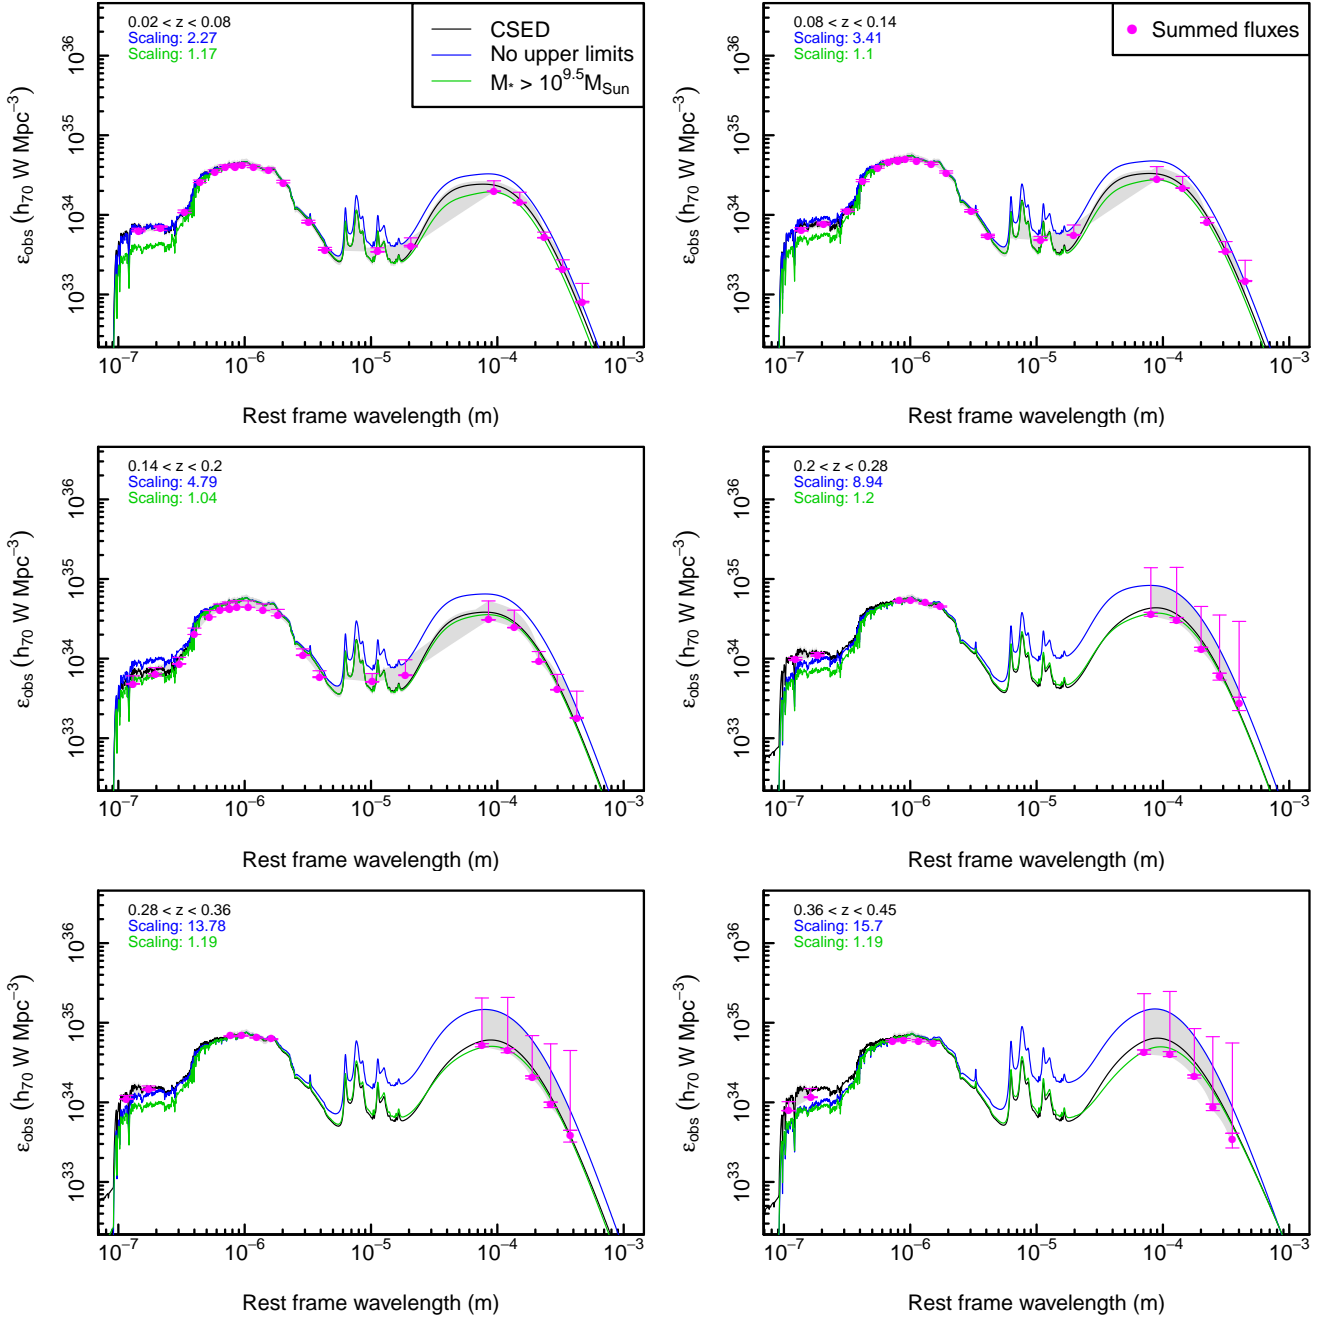 0.02 < z < 0.08
Scaling: 2.27
Scaling: 1.17
CSED
No upper limits
M* > 10^9.5 M_Sun
10^33 10^34 10^35 10^36
ε_obs (h_70 W Mpc^−3)
10^−7 10^−6 10^−5 10^−4 10^−3
Rest frame wavelength (m)
0.08 < z < 0.14
Scaling: 3.41
Scaling: 1.1
Summed fluxes
10^33 10^34 10^35 10^36
ε_obs (h_70 W Mpc^−3)
10^−7 10^−6 10^−5 10^−4 10^−3
Rest frame wavelength (m)
0.14 < z < 0.2
Scaling: 4.79
Scaling: 1.04
10^33 10^34 10^35 10^36
ε_obs (h_70 W Mpc^−3)
10^−7 10^−6 10^−5 10^−4 10^−3
Rest frame wavelength (m)
0.2 < z < 0.28
Scaling: 8.94
Scaling: 1.2
10^33 10^34 10^35 10^36
ε_obs (h_70 W Mpc^−3)
10^−7 10^−6 10^−5 10^−4 10^−3
Rest frame wavelength (m)
0.28 < z < 0.36
Scaling: 13.78
Scaling: 1.19
10^33 10^34 10^35 10^36
ε_obs (h_70 W Mpc^−3)
10^−7 10^−6 10^−5 10^−4 10^−3
Rest frame wavelength (m)
0.36 < z < 0.45
Scaling: 15.7
Scaling: 1.19
10^33 10^34 10^35 10^36
ε_obs (h_70 W Mpc^−3)
10^−7 10^−6 10^−5 10^−4 10^−3
Rest frame wavelength (m)